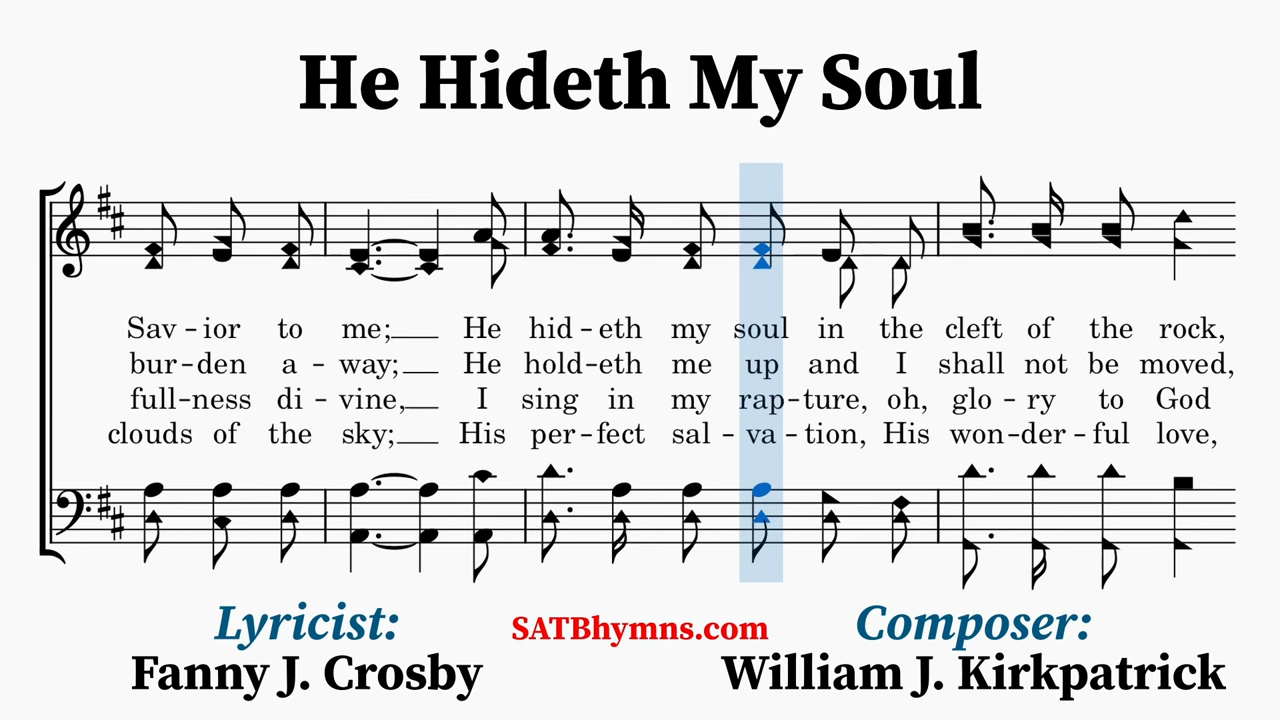 He Hideth My Soul
Sav - ior to me; He hid - eth my soul in the cleft of the rock,
bur - den a - way; He hold - eth me up and I shall not be moved,
full - ness di - vine, I sing in my rap - ture, oh, glo - ry to God
clouds of the sky; His per - fect sal - va - tion, His won - der - ful love,
Lyricist: SATBhymns.com Composer:
Fanny J. Crosby William J. Kirkpatrick